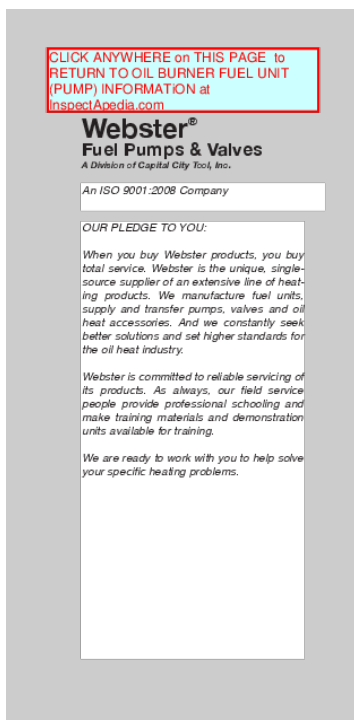 CLICK ANYWHERE on THIS PAGE to
RETURN TO OIL BURNER FUEL UNIT
(PUMP) INFORMATiON at
InspectApedia.com
Webster®
Fuel Pumps & Valves
A Division of Capital City Tool, Inc.
An ISO 9001:2008 Company
OUR PLEDGE TO YOU:
When you buy Webster products, you buy
total service. Webster is the unique, single-
source supplier of an extensive line of heat-
ing products. We manufacture fuel units,
supply and transfer pumps, valves and oil
heat accessories. And we constantly seek
better solutions and set higher standards for
the oil heat industry.
Webster is committed to reliable servicing of
its products. As always, our field service
people provide professional schooling and
make training materials and demonstration
units available for training.
We are ready to work with you to help solve
your specific heating problems.